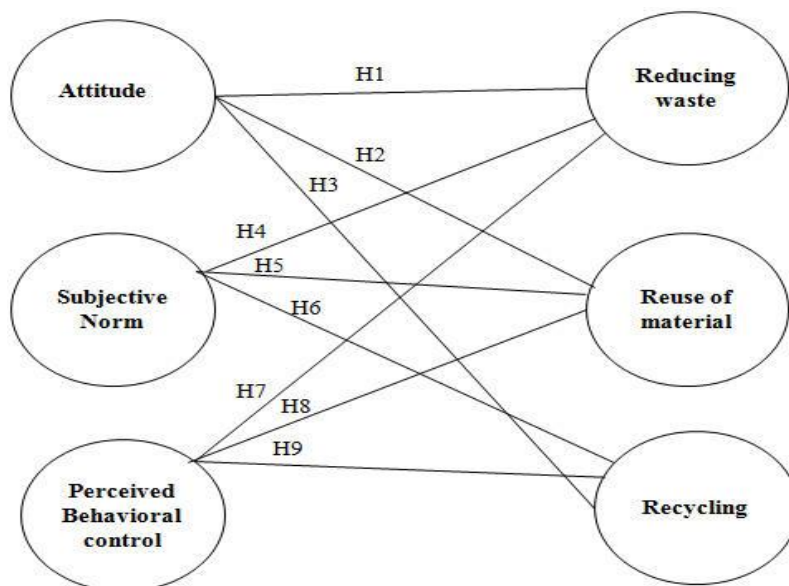 Attitude
H1
Reducing
waste
H2
H3
H4
Subjective
Norm
H5
H6
Reuse of
material
H7
H8
H9
Perceived
Behavioral
control
Recycling